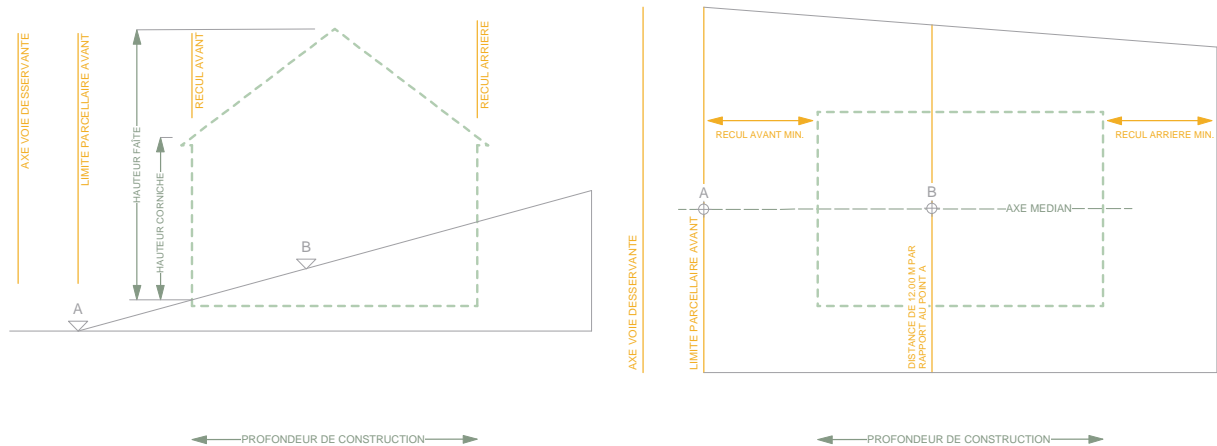 AXE VOIE DESSERVANTE
LIMITE PARCELLAIRE AVANT
HAUTEUR FAÎTE
HAUTEUR CORNICHE
RECUL AVANT
RECUL ARRIERE
A
B
PROFONDEUR DE CONSTRUCTION
AXE VOIE DESSERVANTE
LIMITE PARCELLAIRE AVANT
RECUL AVANT MIN.
RECUL ARRIERE MIN.
A
B
AXE MEDIAN
DISTANCE DE 12.00 M PAR
RAPPORT AU POINT A
PROFONDEUR DE CONSTRUCTION